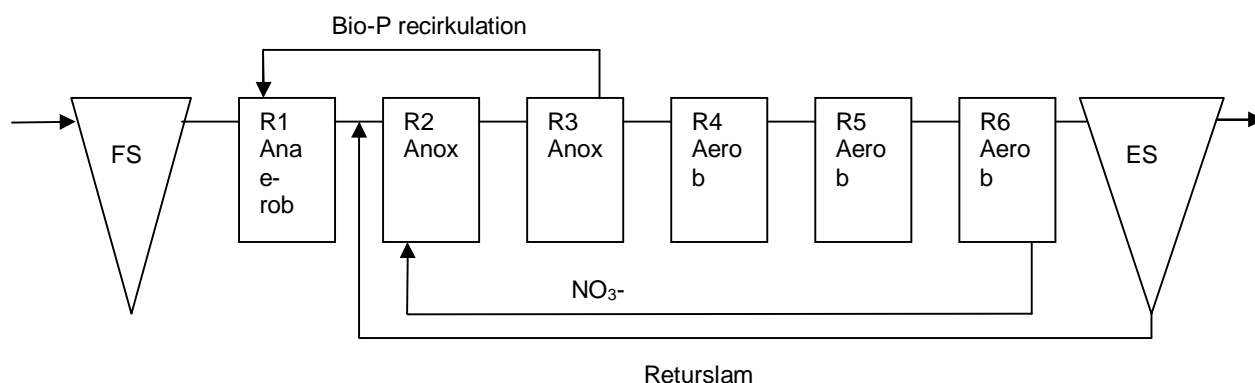 Bio-P recirkulation
FS
R1
Ana
e-
rob
R2
Anox
R3
Anox
R4
Aero
b
R5
Aero
b
R6
Aero
b
ES
NO₃-
Returslam